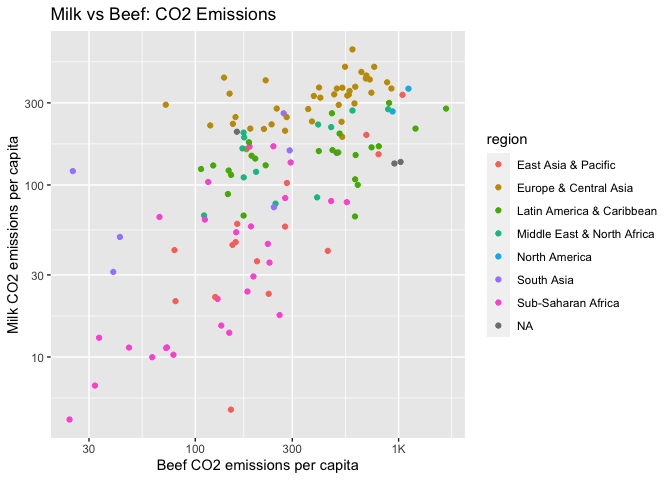 Milk vs Beef: CO2 Emissions
Milk CO2 emissions per capita
300
100
30
10
30
100
300
1K
Beef CO2 emissions per capita
region
East Asia & Pacific
Europe & Central Asia
Latin America & Caribbean
Middle East & North Africa
North America
South Asia
Sub-Saharan Africa
NA